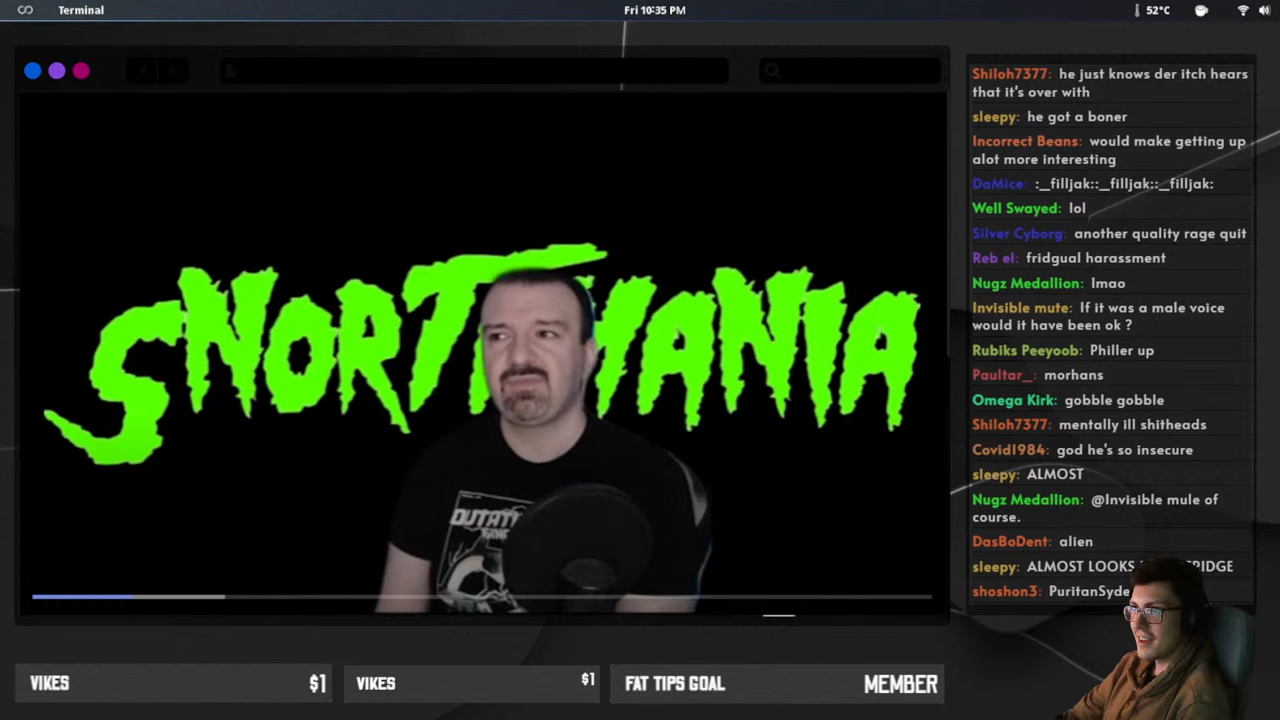 Terminal
Fri 10:35 PM
52°C
SNORTMANIA
OUTATI
Shiloh7377: he just knows der itch hears
that it's over with
sleepy: he got a boner
Incorrect Beans: would make getting up
alot more interesting
DaMice: :_filljak::_filljak::_filljak:
Well Swayed: lol
Silver Cyborg: another quality rage quit
Reb el: fridgual harassment
Nugz Medallion: lmao
Invisible mute: If it was a male voice
would it have been ok ?
Rubiks Peeyoob: Philler up
Paultar_: morhans
Omega Kirk: gobble gobble
Shiloh7377: mentally ill shitheads
Covid1984: god he's so insecure
sleepy: ALMOST
Nugz Medallion: @Invisible mule of
course.
DasBoDent: alien
sleepy: ALMOST LOOKS
shoshon3: PuritanSyde
VIKES $1
VIKES $1
FAT TIPS GOAL MEMBER